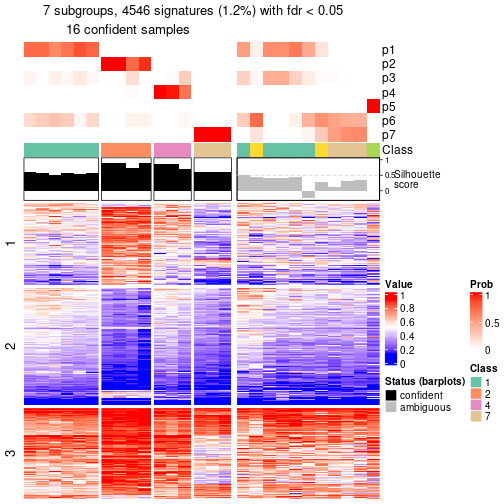 7 subgroups, 4546 signatures (1.2%) with fdr < 0.05
16 confident samples
p1
p2
p3
p4
p5
p6
p7
Class
1
0.5
0
Silhouette
score
1
2
3
Value
1
0.8
0.6
0.4
0.2
0
Prob
1
0.5
0
Status (barplots)
confident
ambiguous
Class
1
2
4
7